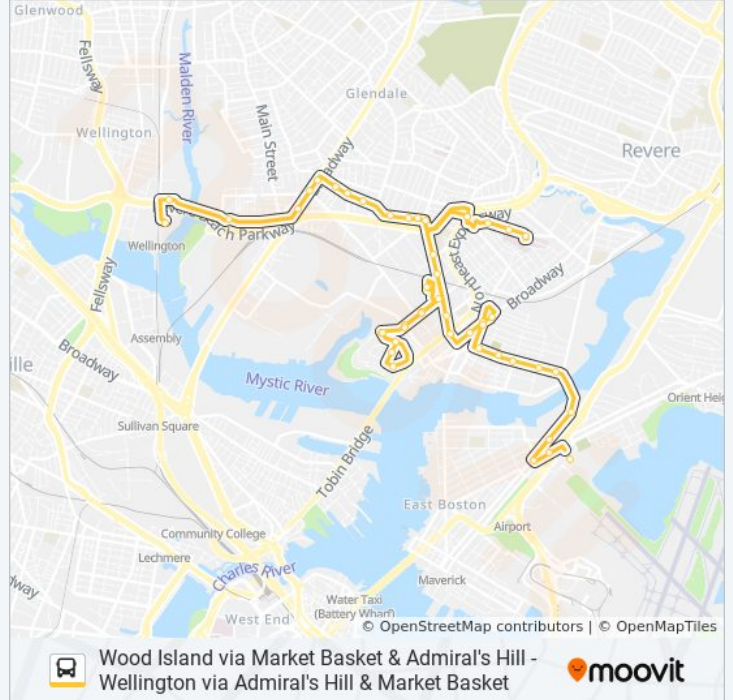 Glenwood
Fellsway
Malden River
Glendale
Main Street
Wellington
Revere
Broadway
Wellington
Fellsway
Northeast Exp
Broadway
Assembly
Broadway
Mystic River
Orient Heig
Sullivan Square
Tobin Bridge
East Boston
Airport
Community College
Lechmere
Charles River
Maverick
Water Taxi
(Battery Wharf)
West End
© OpenStreetMap contributors | © OpenMapTiles
Wood Island via Market Basket & Admiral's Hill -
Wellington via Admiral's Hill & Market Basket
moovit